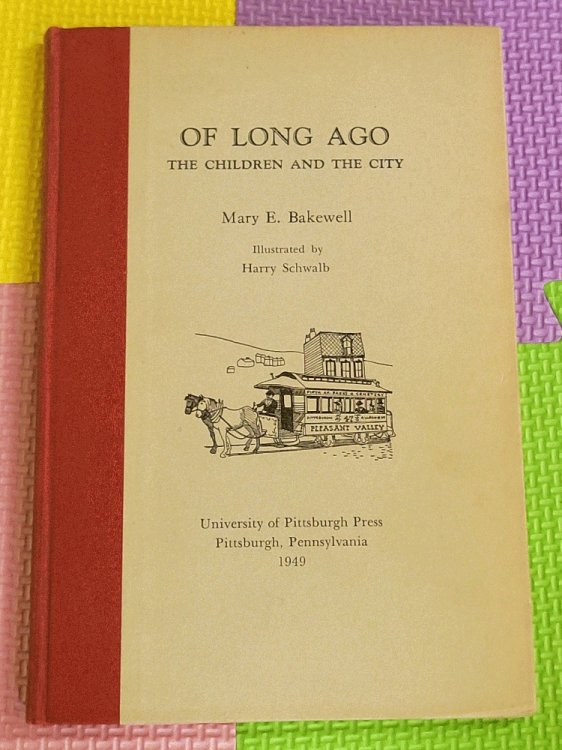 OF LONG AGO
THE CHILDREN AND THE CITY
Mary E. Bakewell
Illustrated by
Harry Schwalb
PLEASANT VALLEY
University of Pittsburgh Press
Pittsburgh, Pennsylvania
1949